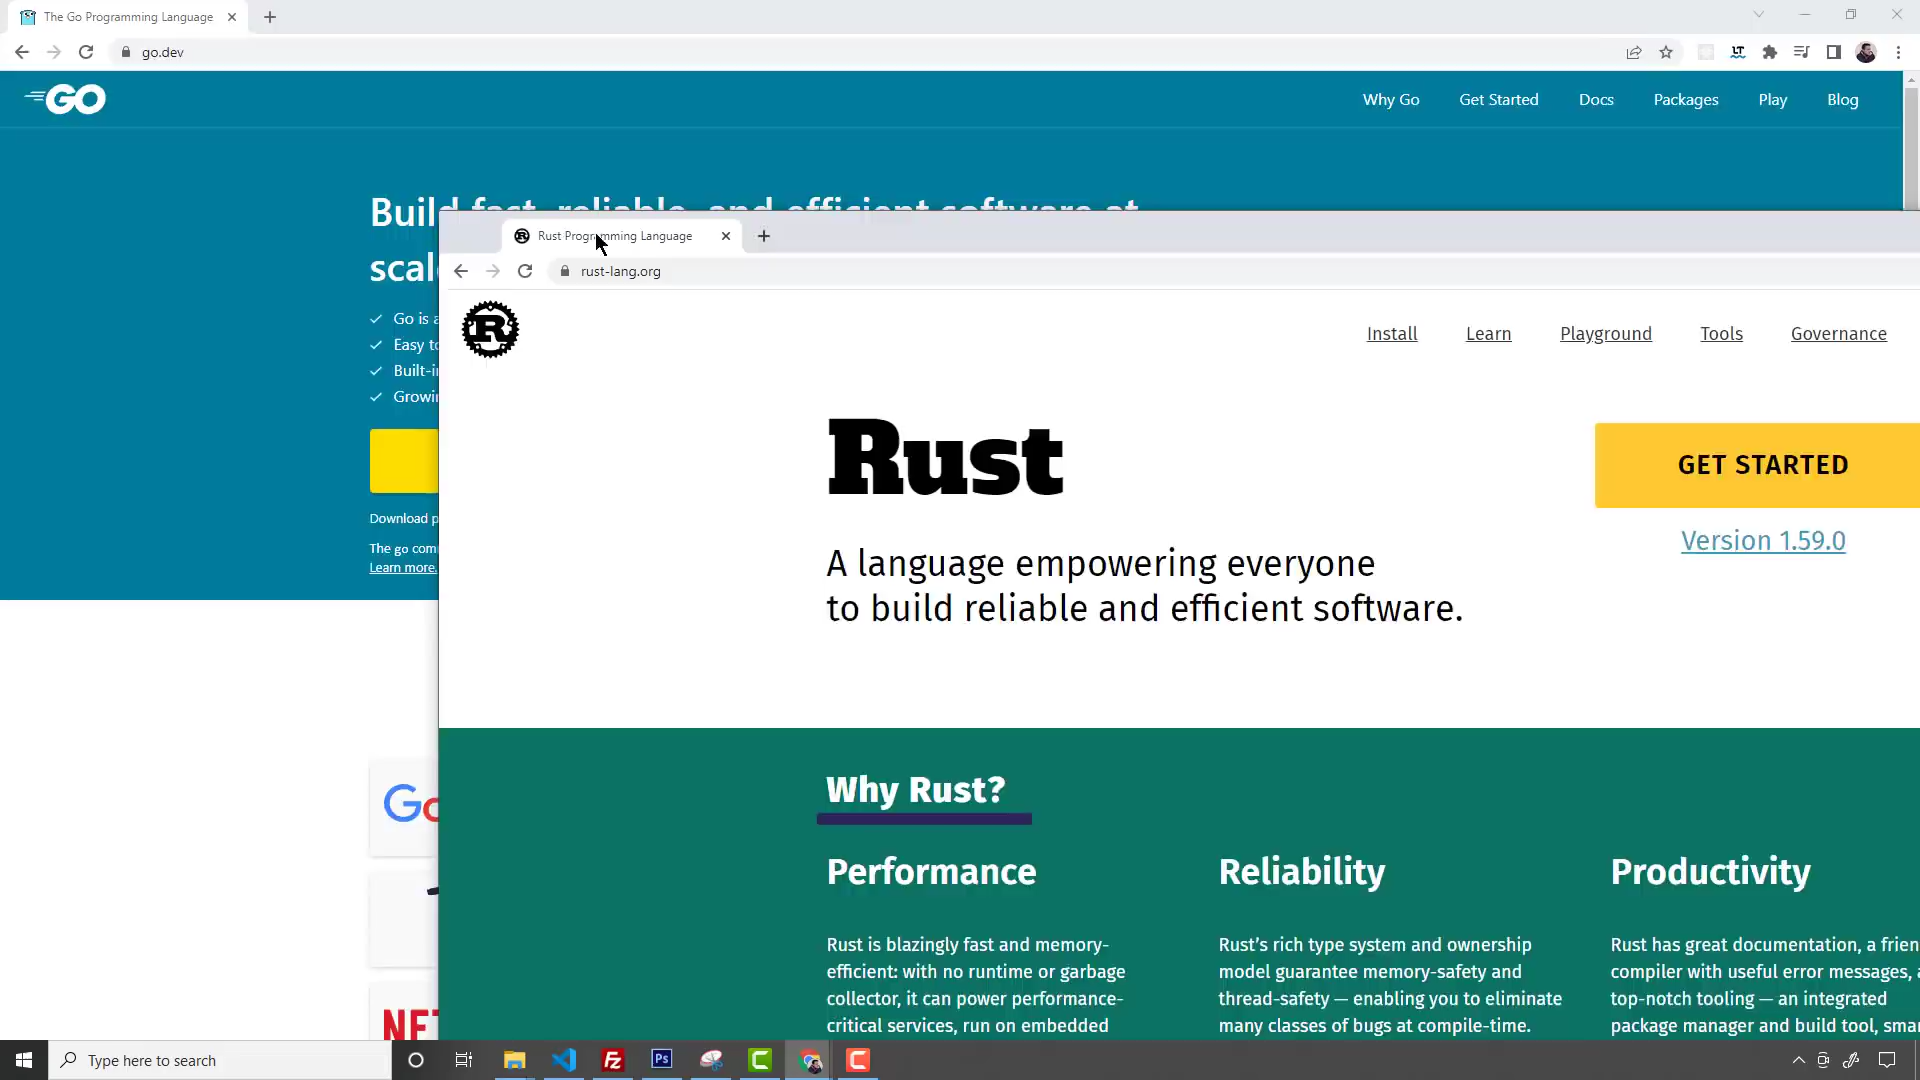 The Go Programming Language
go.dev
GO
Why Go
Get Started
Docs
Packages
Play
Blog
Build fast, reliable, and efficient software at
scal
Go is a
Easy to
Built-i
Growi
Download p
The go com
Learn more.
Go
NET
Rust Programming Language
rust-lang.org
R
Install
Learn
Playground
Tools
Governance
Rust
GET STARTED
Version 1.59.0
A language empowering everyone
to build reliable and efficient software.
Why Rust?
Performance
Rust is blazingly fast and memory-
efficient: with no runtime or garbage
collector, it can power performance-
critical services, run on embedded
Reliability
Rust’s rich type system and ownership
model guarantee memory-safety and
thread-safety — enabling you to eliminate
many classes of bugs at compile-time.
Productivity
Rust has great documentation, a frien
compiler with useful error messages, a
top-notch tooling — an integrated
package manager and build tool, smar
Type here to search